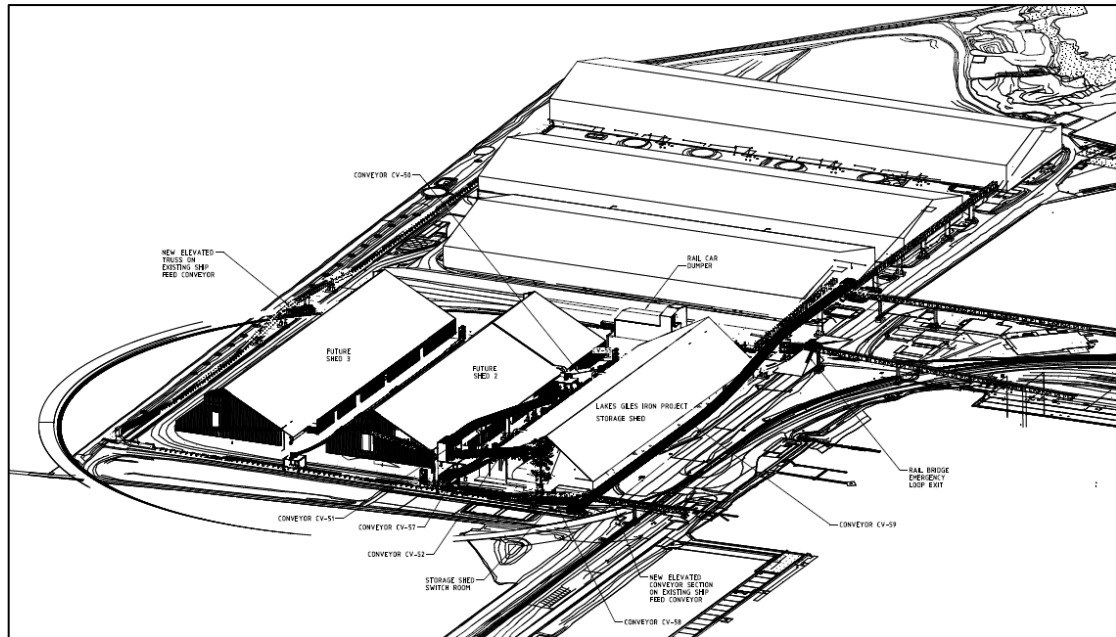 CONVEYOR CV-50
NEW ELEVATED
TRUSS ON
EXISTING SHIP
FEED CONVEYOR
RAIL CAR
DUMPER
FUTURE
SHED 3
FUTURE
SHED 2
LAKES GILES IRON PROJECT
STORAGE SHED
RAIL BRIDGE
EMERGENCY
LOOP EXIT
CONVEYOR CV-51
CONVEYOR CV-57
CONVEYOR CV-59
CONVEYOR CV-52
STORAGE SHED
SWITCH ROOM
NEW ELEVATED
CONVEYOR SECTION
ON EXISTING SHIP
FEED CONVEYOR
CONVEYOR CV-58